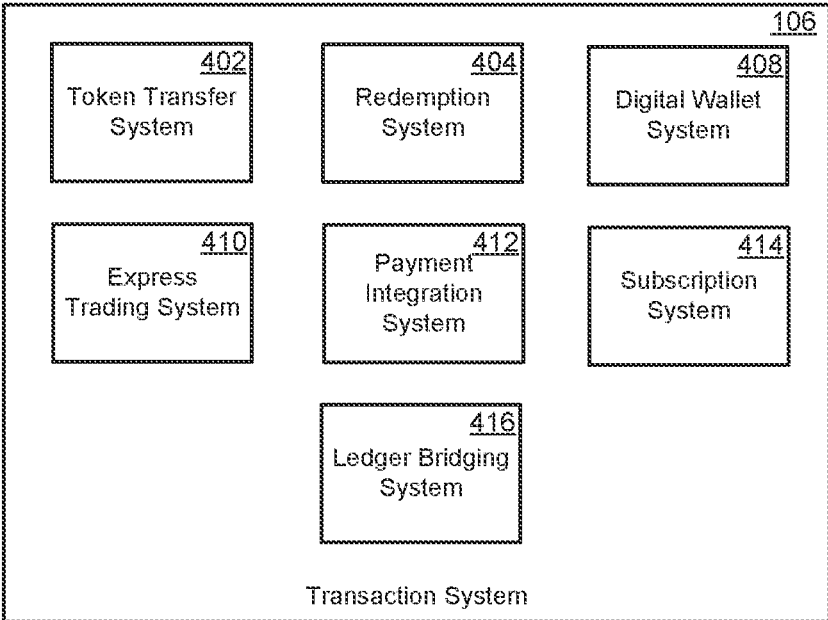 106
402
Token Transfer
System
404
Redemption
System
408
Digital Wallet
System
410
Express
Trading System
412
Payment
Integration
System
414
Subscription
System
416
Ledger Bridging
System
Transaction System